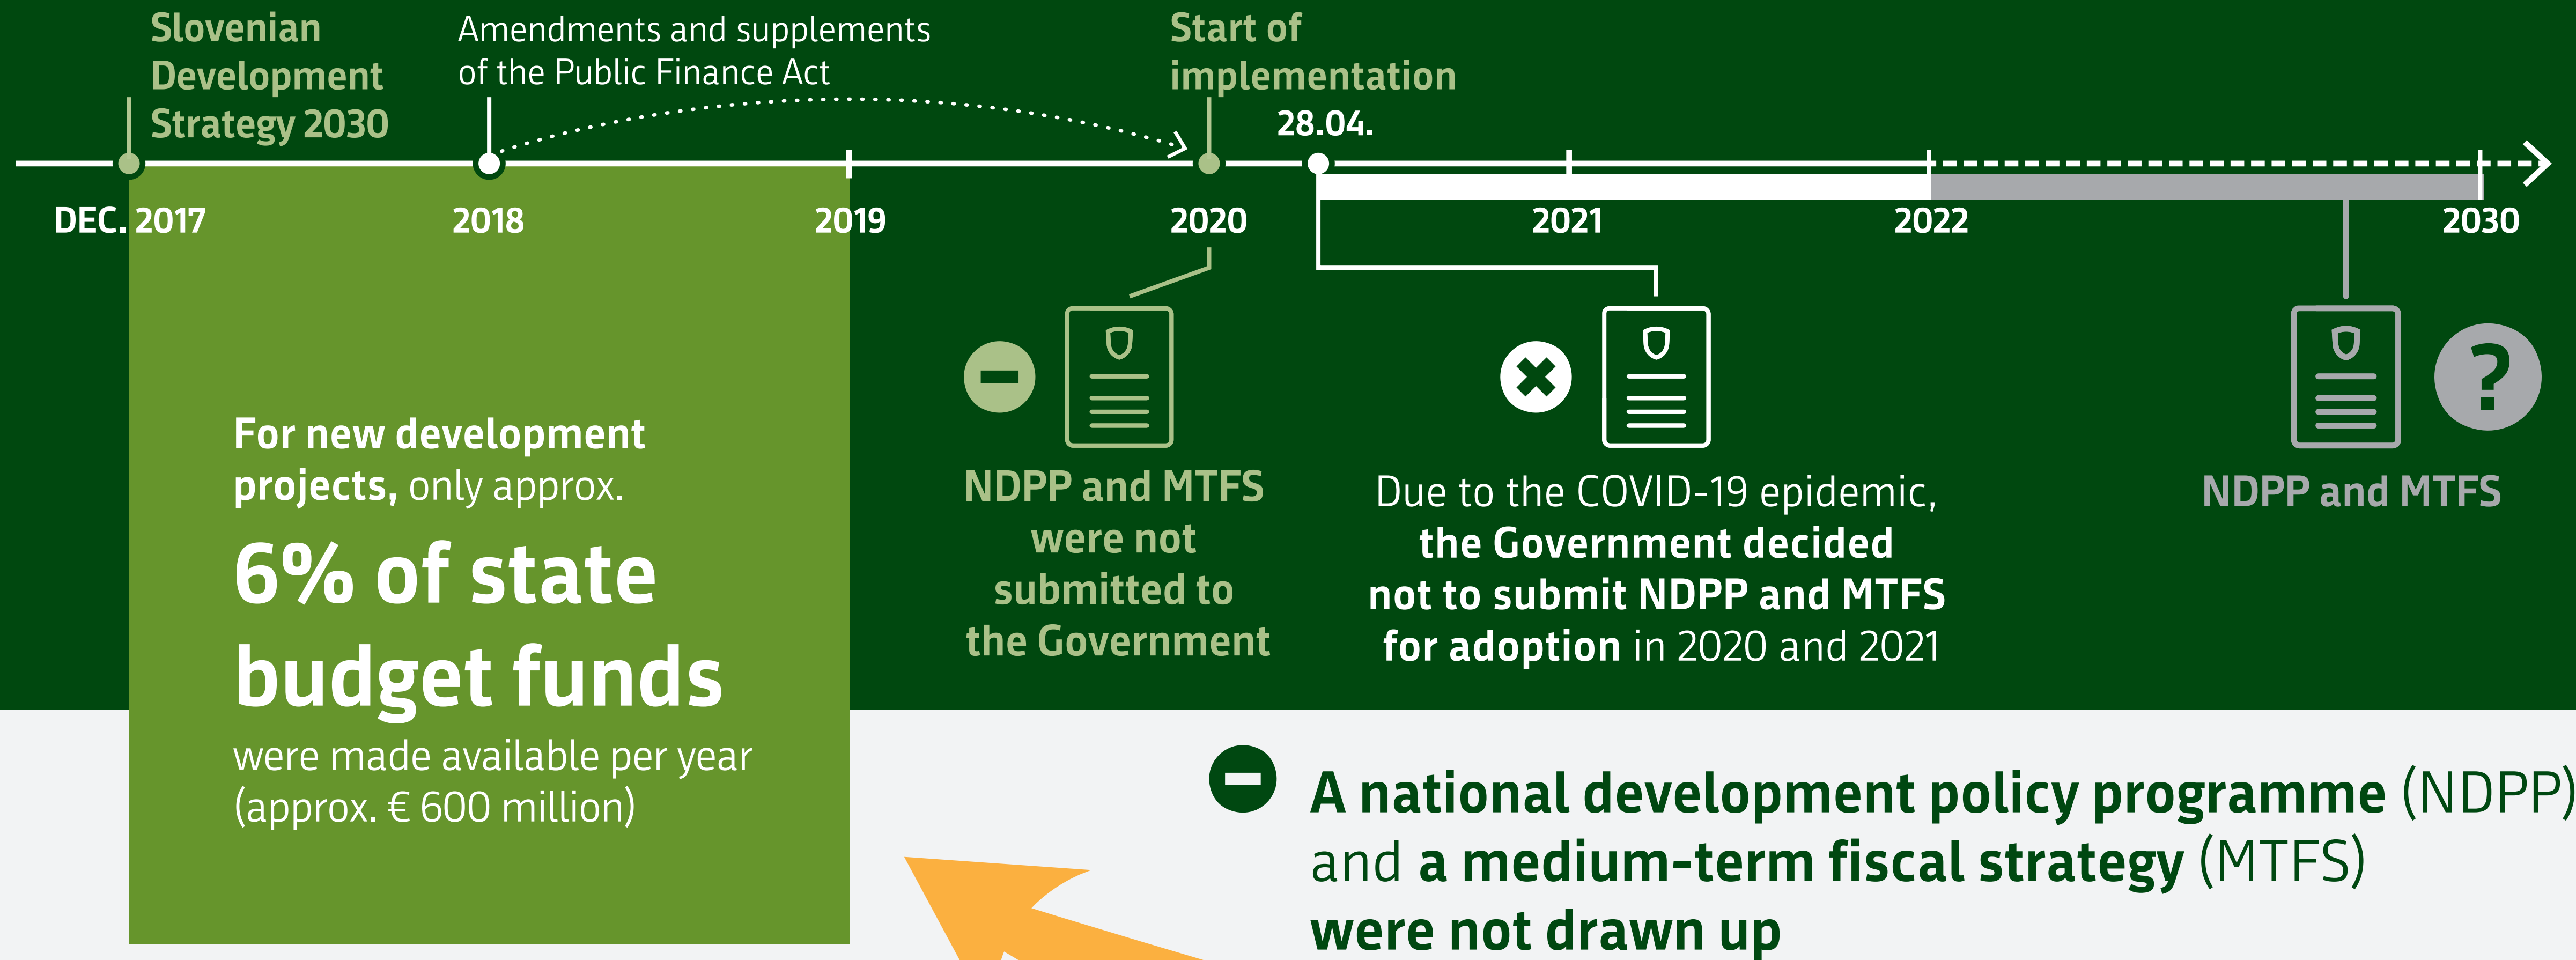 Slovenian
Development
Strategy 2030
Amendments and supplements
of the Public Finance Act
Start of
implementation
28.04.
DEC. 2017
2018
2019
2020
2021
2022
2030
For new development
projects, only approx.
6% of state
budget funds
were made available per year
(approx. € 600 million)
NDPP and MTFS
were not
submitted to
the Government
Due to the COVID-19 epidemic,
the Government decided
not to submit NDPP and MTFS
for adoption in 2020 and 2021
?
NDPP and MTFS
A national development policy programme (NDPP)
and a medium-term fiscal strategy (MTFS)
were not drawn up